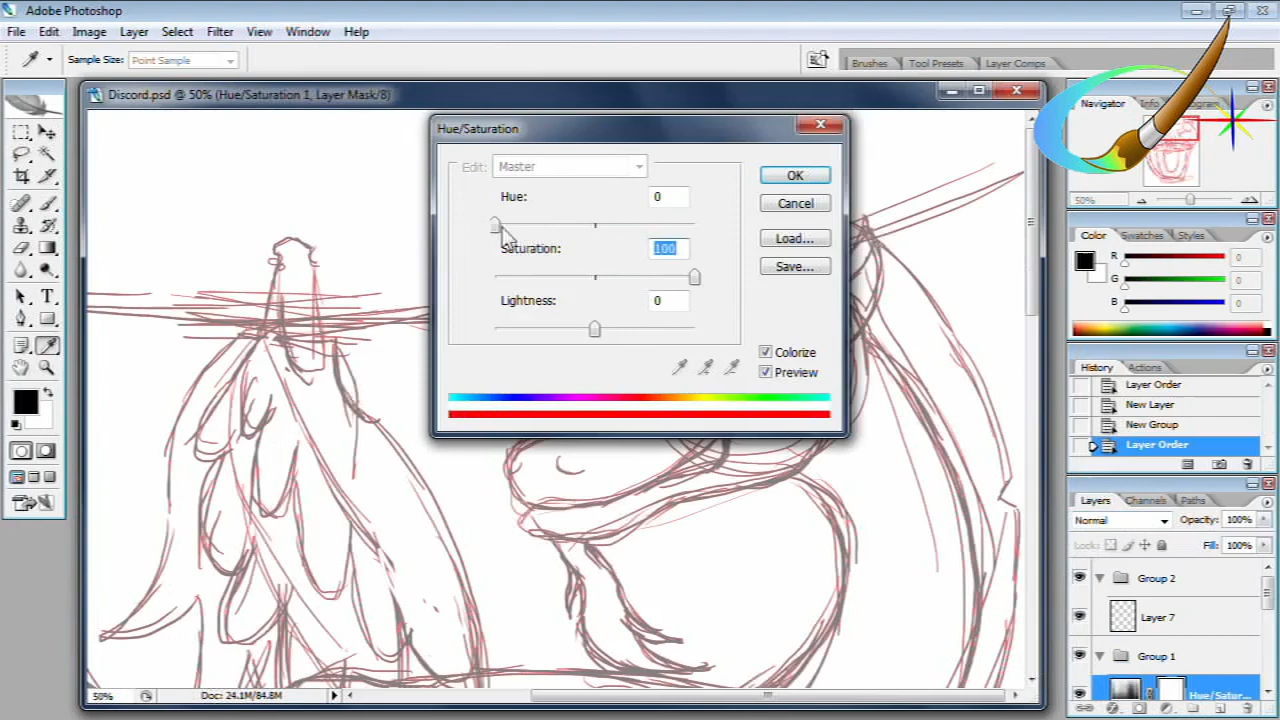 Adobe Photoshop
File Edit Image Layer Select Filter View Window Help
Sample Size: Point Sample
Brushes Tool Presets Layer Comps
Discord.psd @ 50% (Hue/Saturation 1, Layer Mask/8)
Hue/Saturation
Edit: Master
Hue: 0
Saturation: 100
Lightness: 0
OK
Cancel
Load...
Save...
Colorize
Preview
50% Doc: 24.1M/84.8M
Navigator Info
50%
Color Swatches Styles
R 0
G 0
B 0
History Actions
Layer Order
New Layer
New Group
Layer Order
Layers Channels Paths
Normal Opacity: 100%
Lock: Fill: 100%
Group 2
Layer 7
Group 1
Hue/Satur...